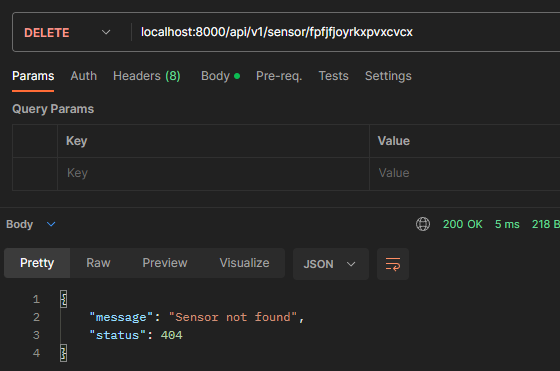 DELETE localhost:8000/api/v1/sensor/fpfjfjoyrkxpvxcvcx
Params Auth Headers (8) Body Pre-req. Tests Settings
Query Params
Key Value
Key Value
Body 200 OK 5 ms 218 B
Pretty Raw Preview Visualize JSON
1 {
2 "message": "Sensor not found",
3 "status": 404
4 }